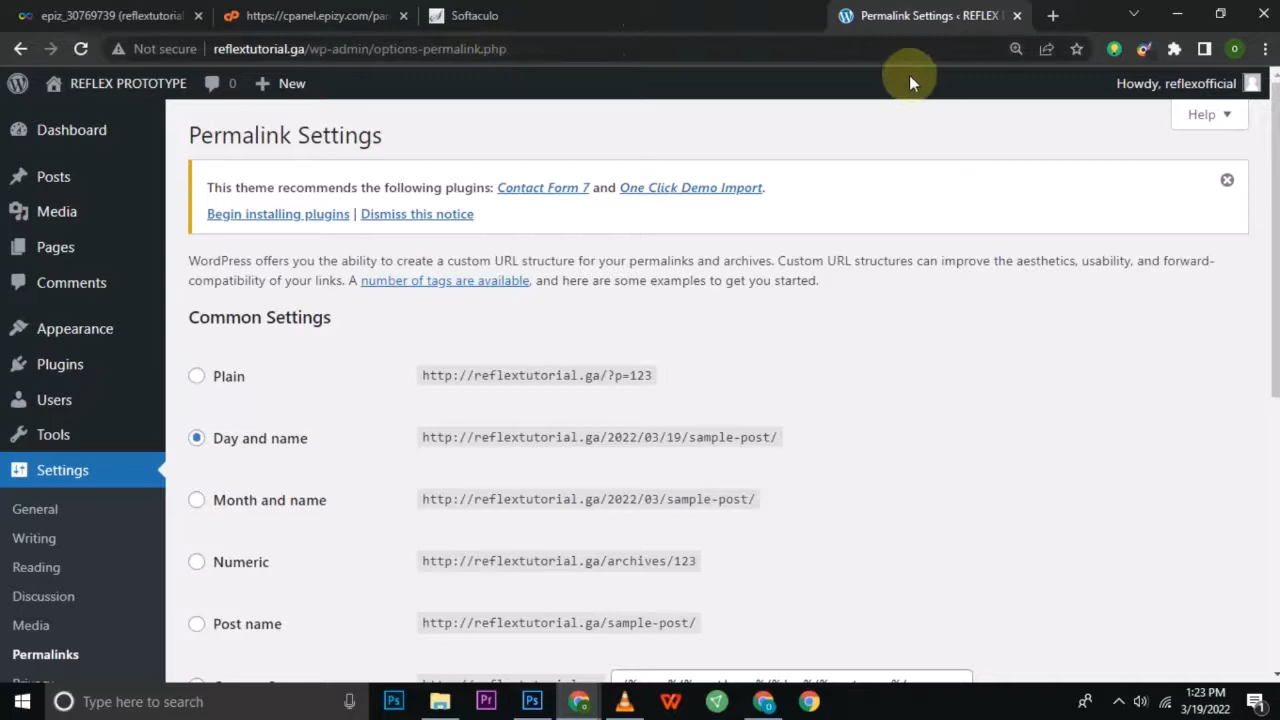 epiz_30769739 (reflextutorial
https://cpanel.epizy.com/pan
Softaculo
Permalink Settings ‹ REFLEX
Not secure
reflextutorial.ga/wp-admin/options-permalink.php
REFLEX PROTOTYPE
0
New
Howdy, reflexofficial
Help
Dashboard
Posts
Media
Pages
Comments
Appearance
Plugins
Users
Tools
Settings
General
Writing
Reading
Discussion
Media
Permalinks
Permalink Settings
This theme recommends the following plugins: Contact Form 7 and One Click Demo Import.
Begin installing plugins | Dismiss this notice
WordPress offers you the ability to create a custom URL structure for your permalinks and archives. Custom URL structures can improve the aesthetics, usability, and forward-
compatibility of your links. A number of tags are available, and here are some examples to get you started.
Common Settings
Plain http://reflextutorial.ga/?p=123
Day and name http://reflextutorial.ga/2022/03/19/sample-post/
Month and name http://reflextutorial.ga/2022/03/sample-post/
Numeric http://reflextutorial.ga/archives/123
Post name http://reflextutorial.ga/sample-post/
Type here to search
Ps
Pr
Ps
1:23 PM
3/19/2022
1